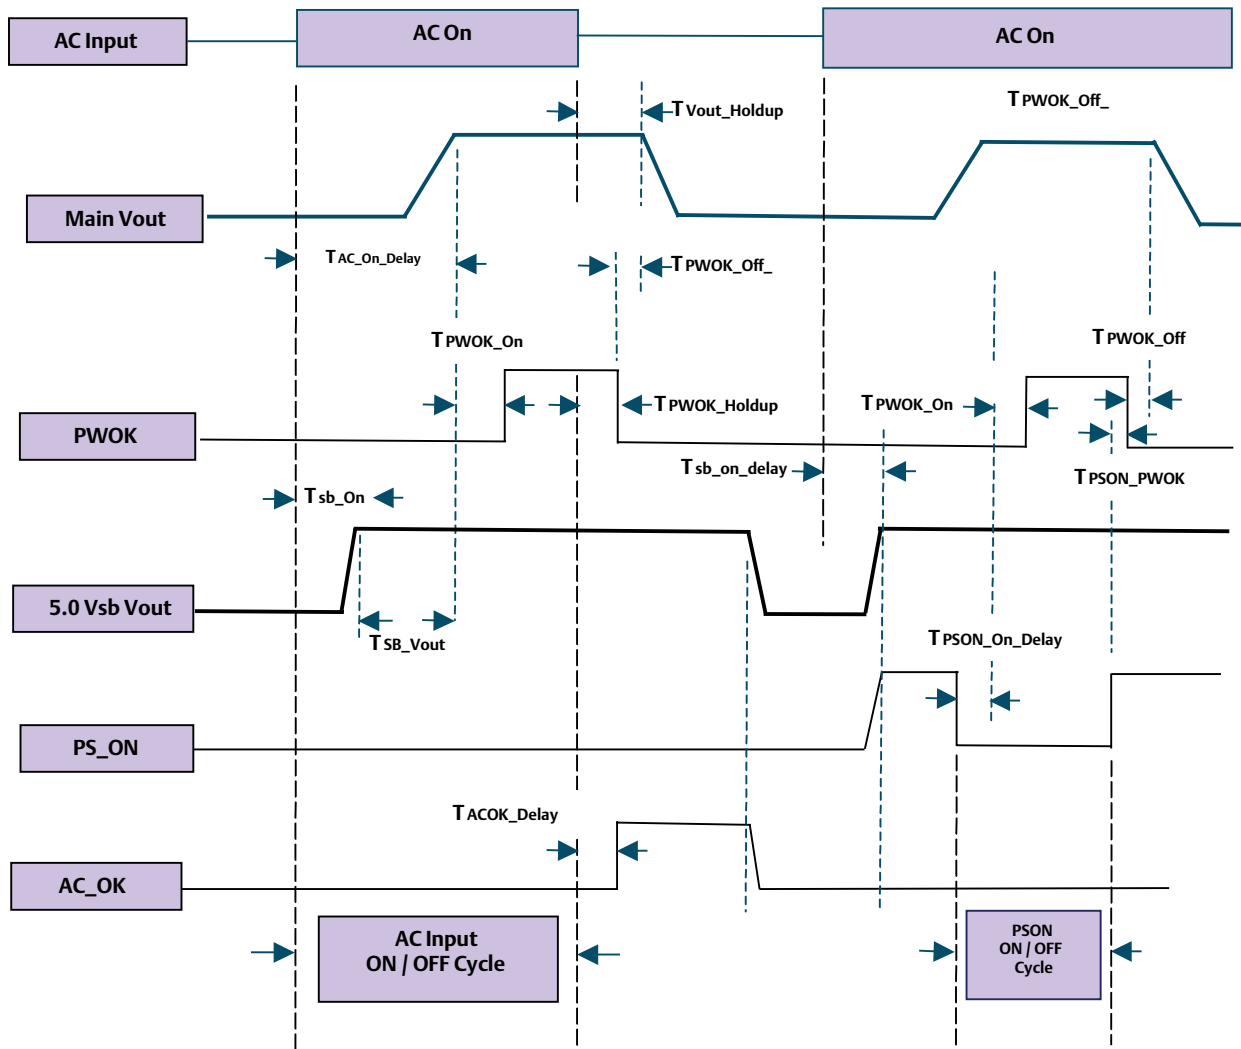 AC Input
AC On
AC On
T Vout_Holdup
T PWOK_Off_
Main Vout
T AC_On_Delay
T PWOK_Off_
T PWOK_On
T PWOK_Off
PWOK
T PWOK_Holdup
T PWOK_On
T sb_on_delay
T PSON_PWOK
T sb_On
5.0 Vsb Vout
T SB_Vout
T PSON_On_Delay
PS_ON
T ACOK_Delay
AC_OK
AC Input
ON / OFF Cycle
PSON
ON / OFF
Cycle